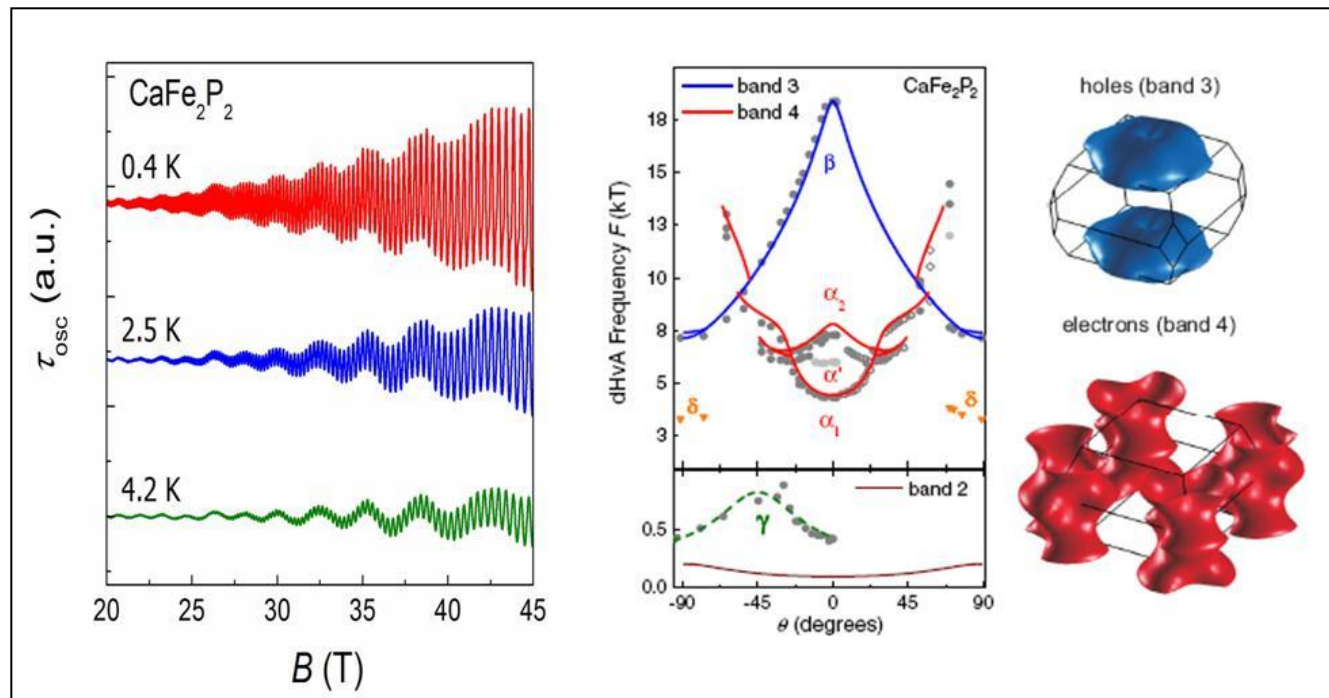 CaFe₂P₂
0.4 K
2.5 K
4.2 K
τosc (a.u.)
20 25 30 35 40 45
B (T)
band 3
band 4
CaFe₂P₂
β
α₂
α'
α₁
δ
δ
18
15
13
10
8
5
3
dHvA Frequency F (kT)
band 2
γ
0.5
0.0
-90 -45 0 45 90
θ (degrees)
holes (band 3)
electrons (band 4)